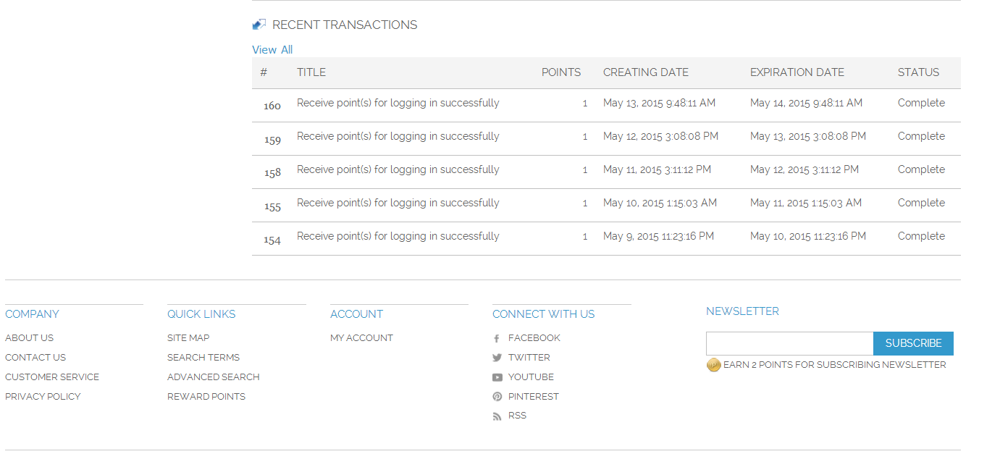 RECENT TRANSACTIONS
View All
# TITLE POINTS CREATING DATE EXPIRATION DATE STATUS
160 Receive point(s) for logging in successfully 1 May 13, 2015 9:48:11 AM May 14, 2015 9:48:11 AM Complete
159 Receive point(s) for logging in successfully 1 May 12, 2015 3:08:08 PM May 13, 2015 3:08:08 PM Complete
158 Receive point(s) for logging in successfully 1 May 11, 2015 3:11:12 PM May 12, 2015 3:11:12 PM Complete
155 Receive point(s) for logging in successfully 1 May 10, 2015 1:15:03 AM May 11, 2015 1:15:03 AM Complete
154 Receive point(s) for logging in successfully 1 May 9, 2015 11:23:16 PM May 10, 2015 11:23:16 PM Complete
COMPANY
ABOUT US
CONTACT US
CUSTOMER SERVICE
PRIVACY POLICY
QUICK LINKS
SITE MAP
SEARCH TERMS
ADVANCED SEARCH
REWARD POINTS
ACCOUNT
MY ACCOUNT
CONNECT WITH US
FACEBOOK
TWITTER
YOUTUBE
PINTEREST
RSS
NEWSLETTER
SUBSCRIBE
EARN 2 POINTS FOR SUBSCRIBING NEWSLETTER